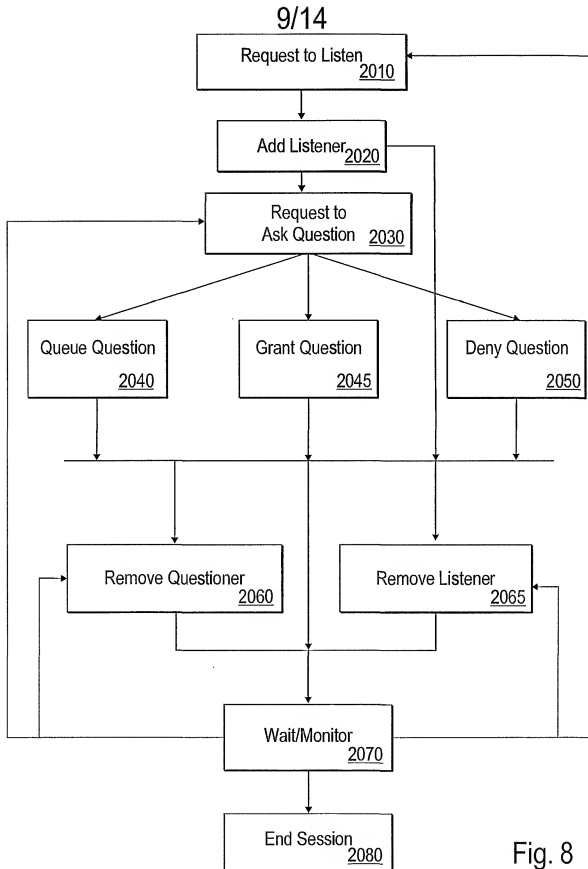 9/14
Request to Listen
2010
Add Listener
2020
Request to
Ask Question
2030
Queue Question
2040
Grant Question
2045
Deny Question
2050
Remove Questioner
2060
Remove Listener
2065
Wait/Monitor
2070
End Session
2080
Fig. 8